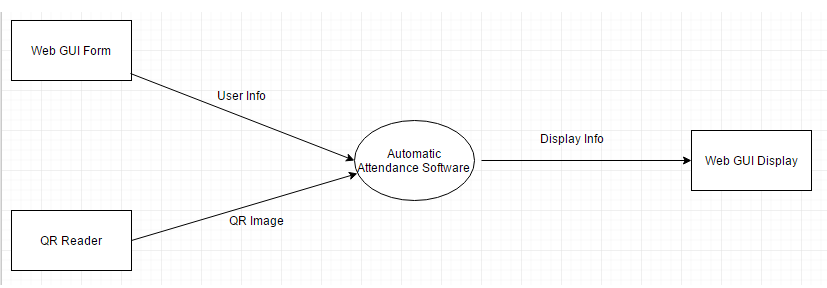 Web GUI Form
User Info
Automatic
Attendance Software
Display Info
Web GUI Display
QR Image
QR Reader